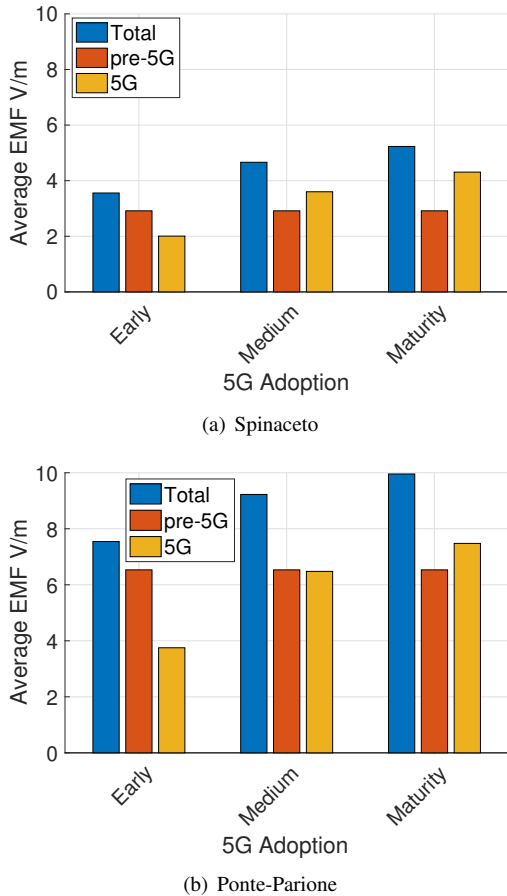 10
8
6
4
2
0
Average EMF V/m
Total
pre-5G
5G
Early
Medium
Maturity
5G Adoption
(a) Spinaceto
10
8
6
4
2
0
Average EMF V/m
Total
pre-5G
5G
Early
Medium
Maturity
5G Adoption
(b) Ponte-Parione